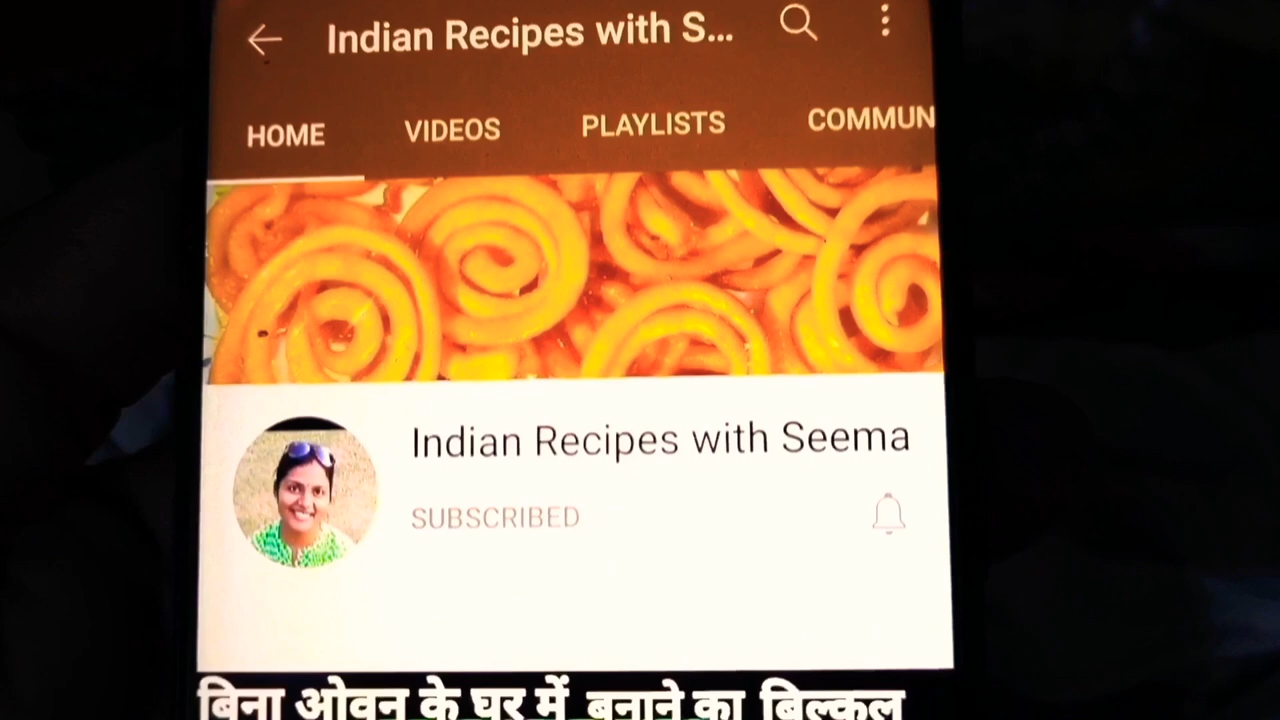 Indian Recipes with S...
HOME VIDEOS PLAYLISTS COMMUN
Indian Recipes with Seema
SUBSCRIBED
बिना ओवन के घर में बनाने का बिल्कुल